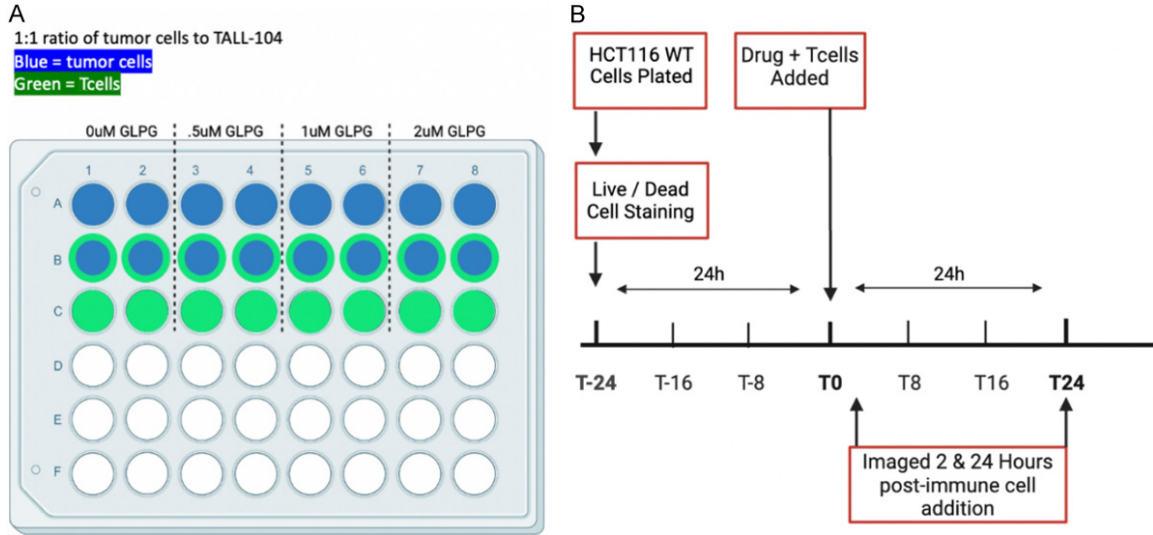 A
1:1 ratio of tumor cells to TALL-104
Blue = tumor cells
Green = Tcells
0uM GLPG
.5uM GLPG
1uM GLPG
2uM GLPG
1 2 3 4 5 6 7 8
A
B
C
D
E
F
B
HCT116 WT
Cells Plated
Drug + Tcells
Added
Live / Dead
Cell Staining
24h
24h
T-24 T-16 T-8 T0 T8 T16 T24
Imaged 2 & 24 Hours
post-immune cell
addition